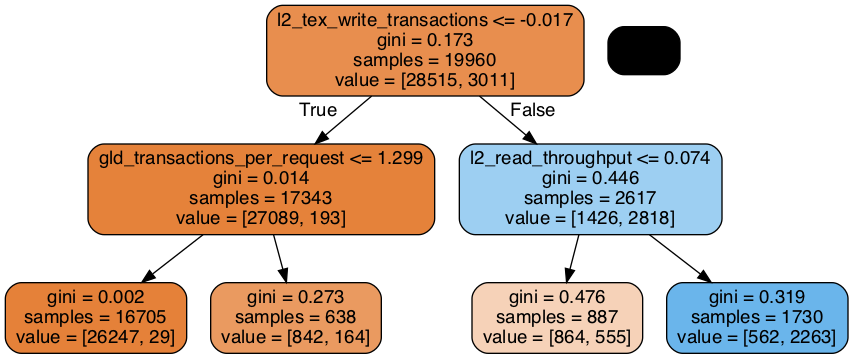 l2_tex_write_transactions <= -0.017
gini = 0.173
samples = 19960
value = [28515, 3011]
True
False
gld_transactions_per_request <= 1.299
gini = 0.014
samples = 17343
value = [27089, 193]
l2_read_throughput <= 0.074
gini = 0.446
samples = 2617
value = [1426, 2818]
gini = 0.002
samples = 16705
value = [26247, 29]
gini = 0.273
samples = 638
value = [842, 164]
gini = 0.476
samples = 887
value = [864, 555]
gini = 0.319
samples = 1730
value = [562, 2263]